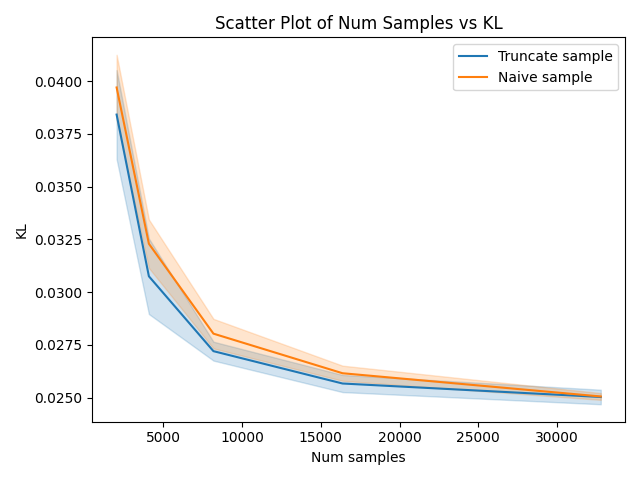 Scatter Plot of Num Samples vs KL
Truncate sample
Naive sample
0.0400
0.0375
0.0350
0.0325
0.0300
0.0275
0.0250
KL
5000 10000 15000 20000 25000 30000
Num samples